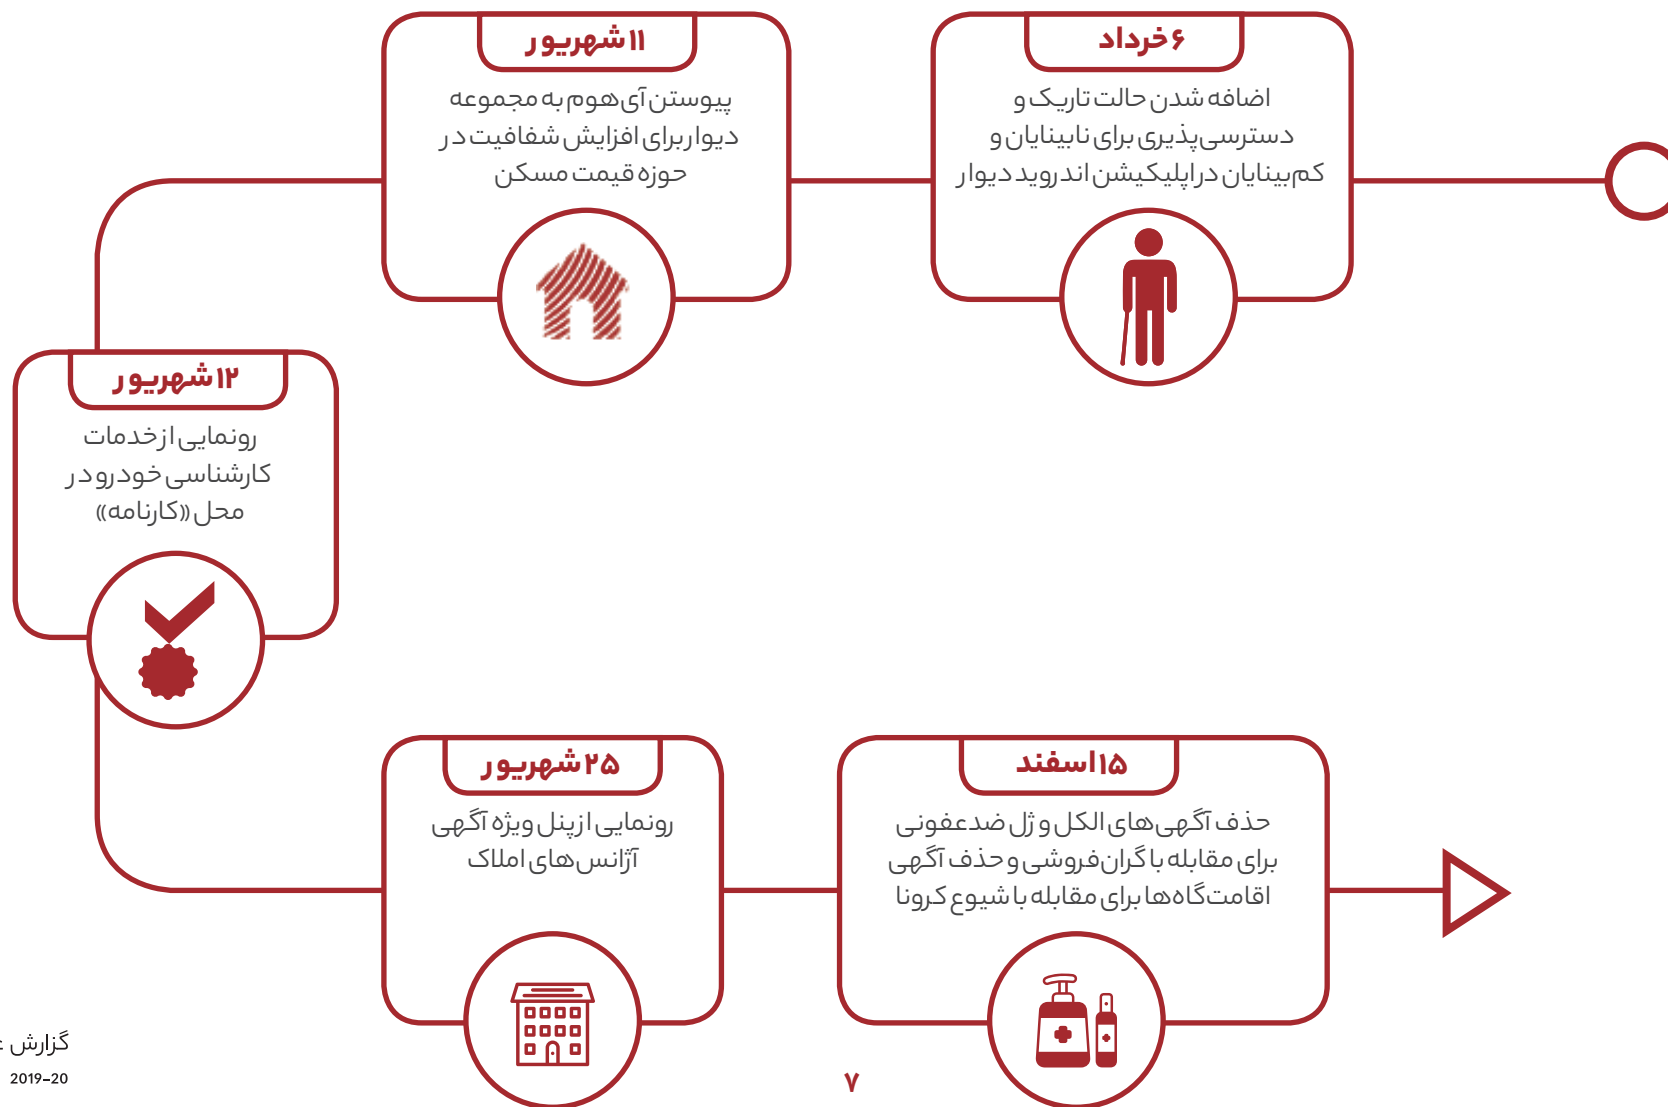 ۶ خرداد
اضافه شدن حالت تاریک و
دسترسی‌پذیری برای نابینایان و
کم‌بینایان در اپلیکیشن اندروید دیوار
۱۱ شهریور
پیوستن آی‌هوم به مجموعه
دیوار برای افزایش شفافیت در
حوزه قیمت مسکن
۱۲ شهریور
رونمایی از خدمات
کارشناسی خودرو در
محل «کارنامه»
۲۵ شهریور
رونمایی از پنل ویژه آگهی
آژانس‌های املاک
۱۵ اسفند
حذف آگهی‌های الکل و ژل ضدعفونی
برای مقابله با گران‌فروشی و حذف آگهی
اقامت‌گاه‌ها برای مقابله با شیوع کرونا
گزارش
2019-20
۷